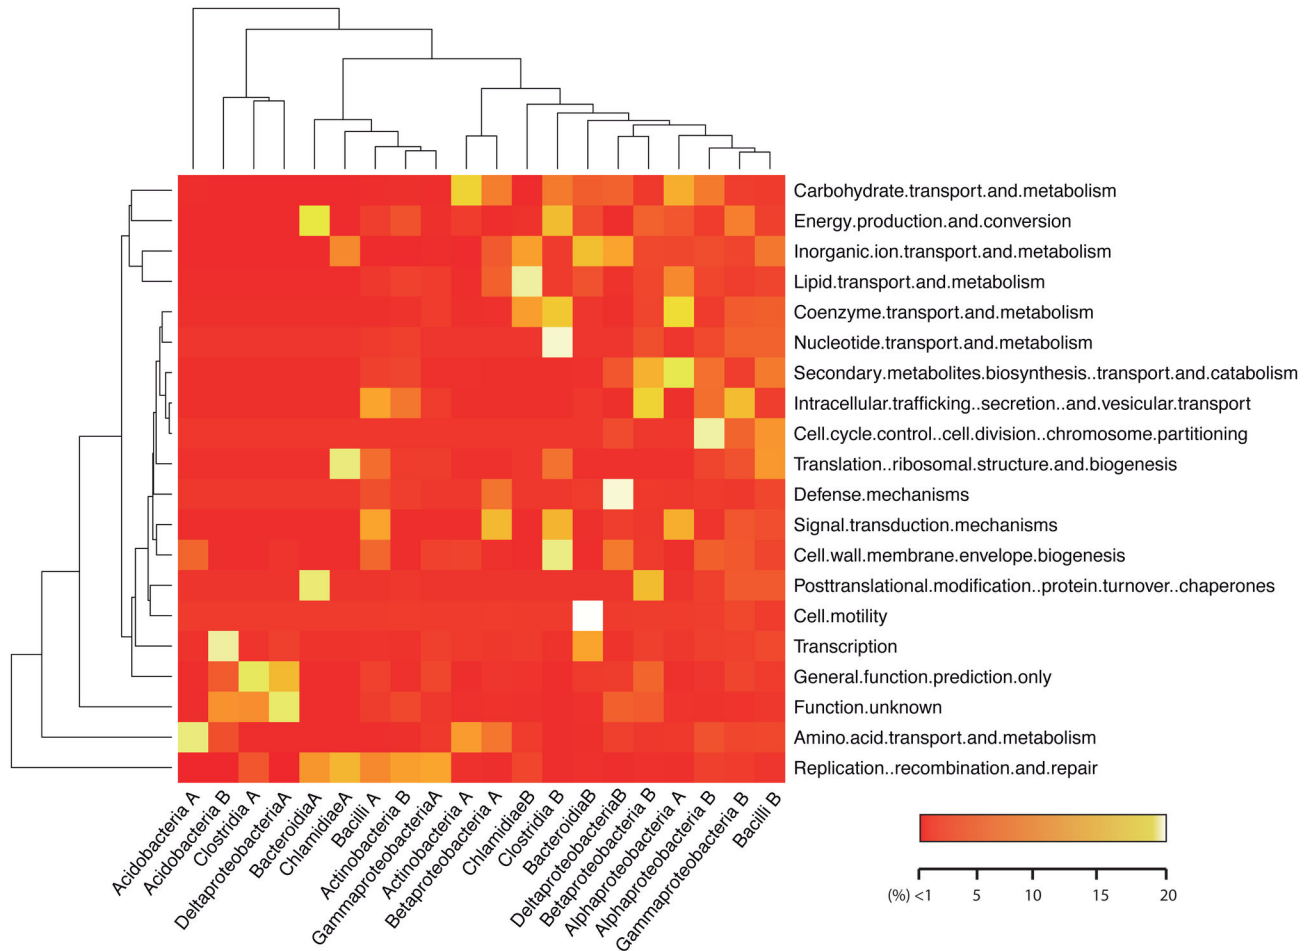 Carbohydrate.transport.and.metabolism
Energy.production.and.conversion
Inorganic.ion.transport.and.metabolism
Lipid.transport.and.metabolism
Coenzyme.transport.and.metabolism
Nucleotide.transport.and.metabolism
Secondary.metabolites.biosynthesis..transport.and.catabolism
Intracellular.trafficking..secretion..and.vesicular.transport
Cell.cycle.control..cell.division..chromosome.partitioning
Translation..ribosomal.structure.and.biogenesis
Defense.mechanisms
Signal.transduction.mechanisms
Cell.wall.membrane.envelope.biogenesis
Posttranslational.modification..protein.turnover..chaperones
Cell.motility
Transcription
General.function.prediction.only
Function.unknown
Amino.acid.transport.and.metabolism
Replication..recombination.and.repair
Acidobacteria A
Acidobacteria B
Clostridia A
DeltaproteobacteriaA
BacteroidiaA
ChlamidiaeA
Bacilli A
Actinobacteria B
GammaproteobacteriaA
Actinobacteria A
Betaproteobacteria A
ChlamidiaeB
Clostridia B
BacteroidiaB
DeltaproteobacteriaB
Betaproteobacteria B
Alphaproteobacteria A
Alphaproteobacteria B
Gammaproteobacteria B
Bacilli B
(%) <1 5 10 15 20